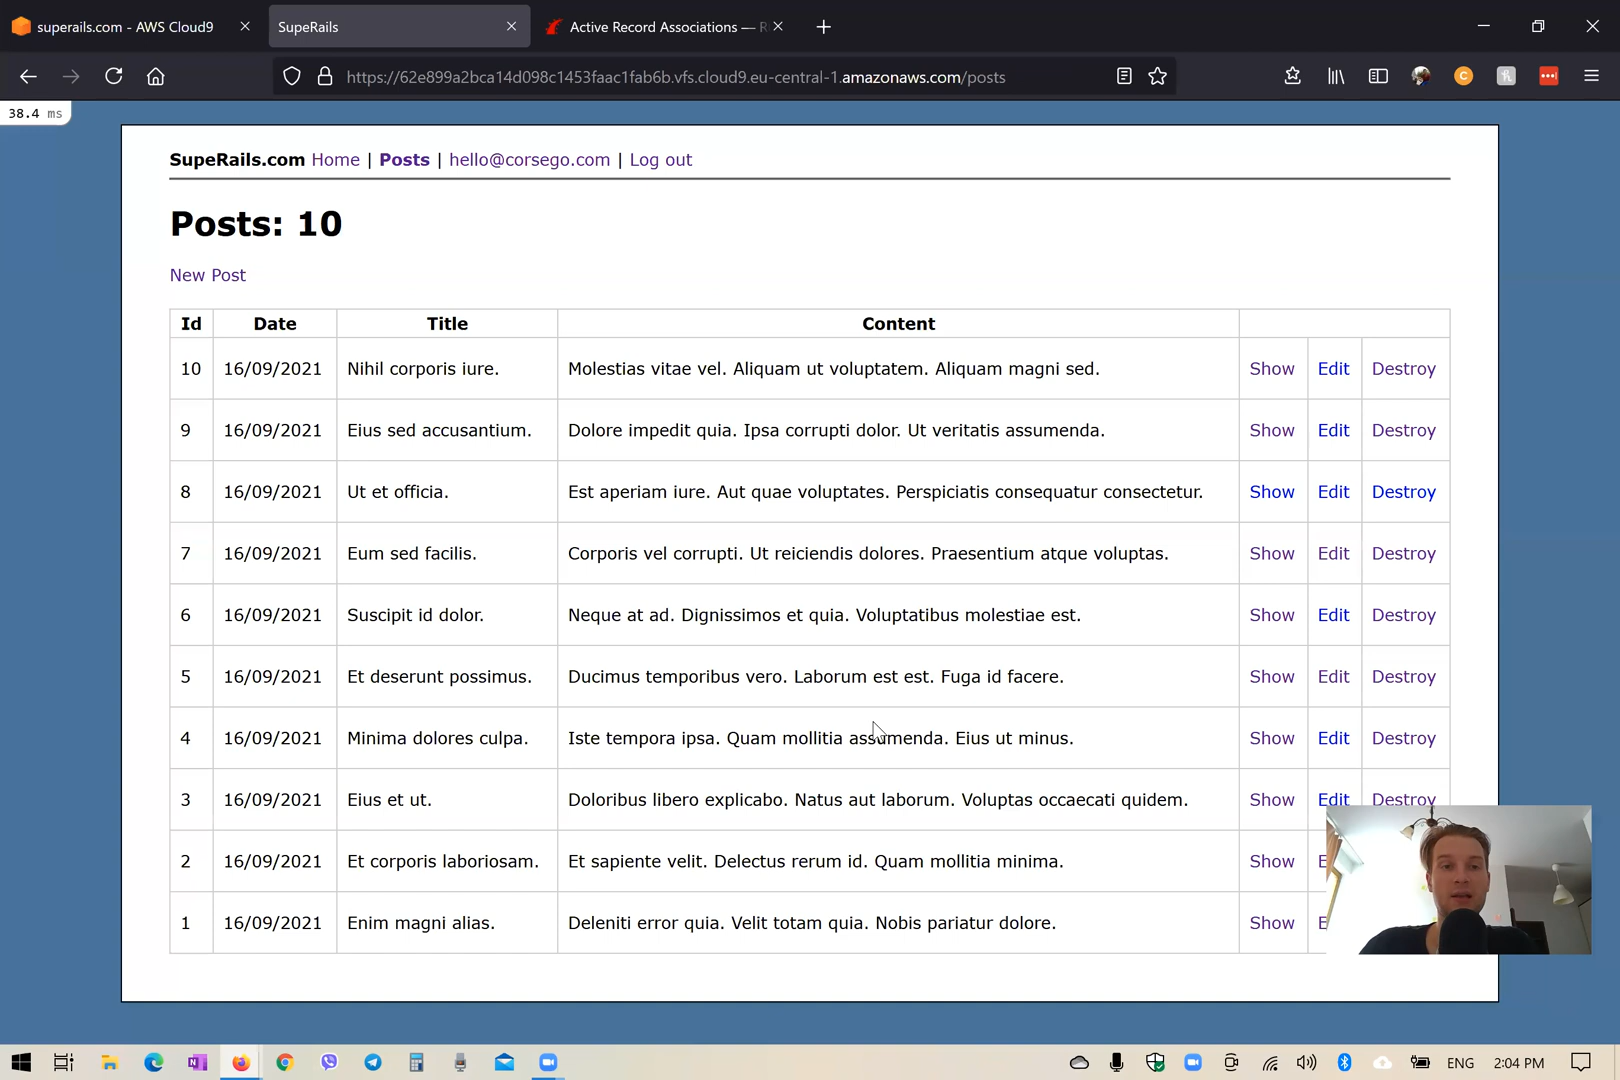 superails.com - AWS Cloud9
SupeRails
Active Record Associations — R
https://62e899a2bca14d098c1453faac1fab6b.vfs.cloud9.eu-central-1.amazonaws.com/posts
38.4 ms
SupeRails.com Home | Posts | hello@corsego.com | Log out
Posts: 10
New Post
Id Date Title Content
10 16/09/2021 Nihil corporis iure. Molestias vitae vel. Aliquam ut voluptatem. Aliquam magni sed. Show Edit Destroy
9 16/09/2021 Eius sed accusantium. Dolore impedit quia. Ipsa corrupti dolor. Ut veritatis assumenda. Show Edit Destroy
8 16/09/2021 Ut et officia. Est aperiam iure. Aut quae voluptates. Perspiciatis consequatur consectetur. Show Edit Destroy
7 16/09/2021 Eum sed facilis. Corporis vel corrupti. Ut reiciendis dolores. Praesentium atque voluptas. Show Edit Destroy
6 16/09/2021 Suscipit id dolor. Neque at ad. Dignissimos et quia. Voluptatibus molestiae est. Show Edit Destroy
5 16/09/2021 Et deserunt possimus. Ducimus temporibus vero. Laborum est est. Fuga id facere. Show Edit Destroy
4 16/09/2021 Minima dolores culpa. Iste tempora ipsa. Quam mollitia assumenda. Eius ut minus. Show Edit Destroy
3 16/09/2021 Eius et ut. Doloribus libero explicabo. Natus aut laborum. Voluptas occaecati quidem. Show Edit Destroy
2 16/09/2021 Et corporis laboriosam. Et sapiente velit. Delectus rerum id. Quam mollitia minima. Show E
1 16/09/2021 Enim magni alias. Deleniti error quia. Velit totam quia. Nobis pariatur dolore. Show E
ENG 2:04 PM